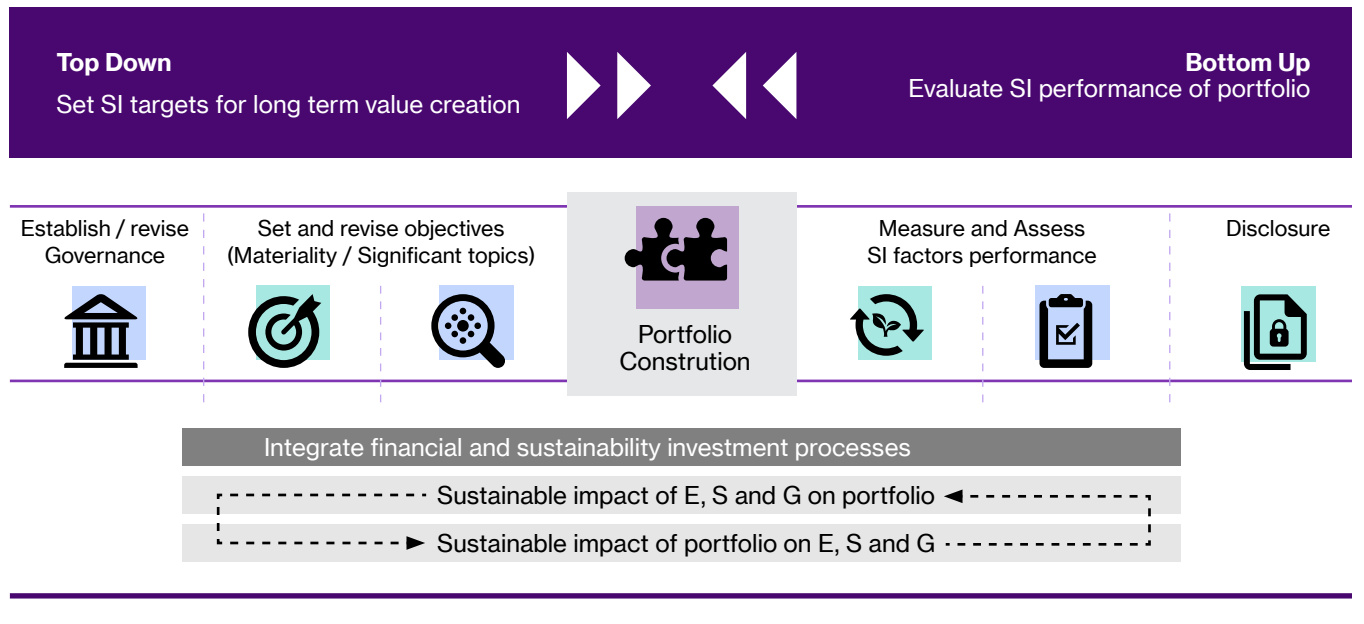 Top Down
Set SI targets for long term value creation
Bottom Up
Evaluate SI performance of portfolio
Establish / revise
Governance
Set and revise objectives
(Materiality / Significant topics)
Portfolio
Constrution
Measure and Assess
SI factors performance
Disclosure
Integrate financial and sustainability investment processes
Sustainable impact of E, S and G on portfolio
Sustainable impact of portfolio on E, S and G